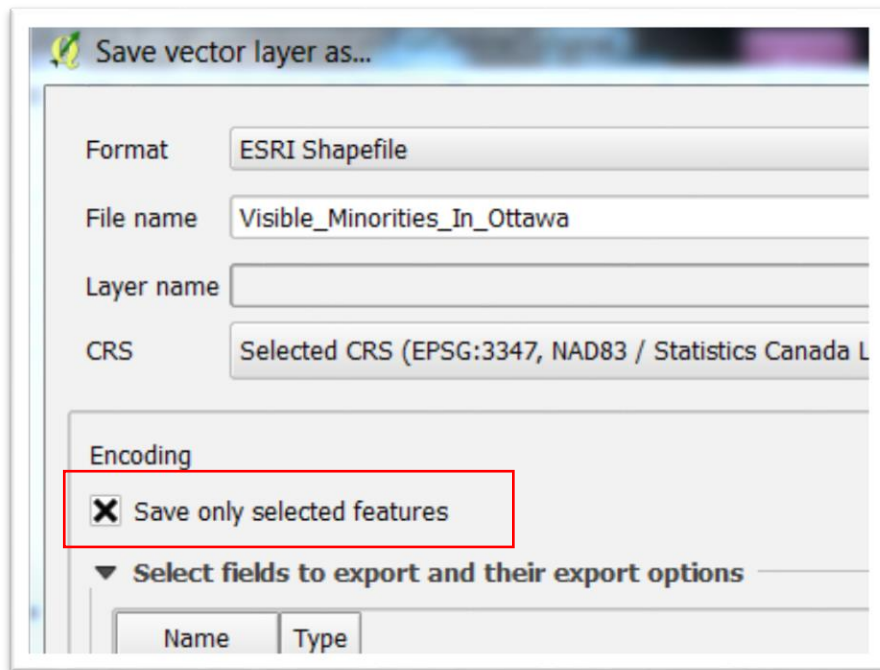 Save vector layer as...
Format ESRI Shapefile
File name Visible_Minorities_In_Ottawa
Layer name
CRS Selected CRS (EPSG:3347, NAD83 / Statistics Canada L
Encoding
Save only selected features
Select fields to export and their export options
Name Type